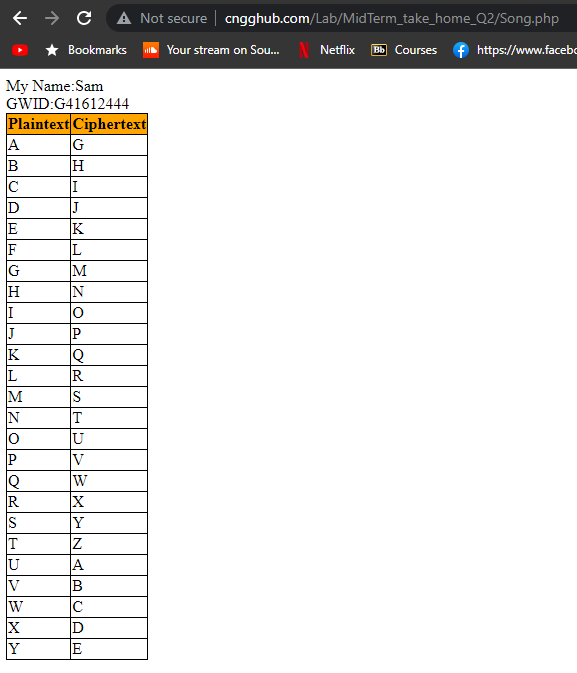 Not secure | cngghub.com/Lab/MidTerm_take_home_Q2/Song.php
Bookmarks Your stream on Sou... N Netflix Bb Courses f https://www.facebo
My Name:Sam
GWID:G41612444
Plaintext Ciphertext
A G
B H
C I
D J
E K
F L
G M
H N
I O
J P
K Q
L R
M S
N T
O U
P V
Q W
R X
S Y
T Z
U A
V B
W C
X D
Y E